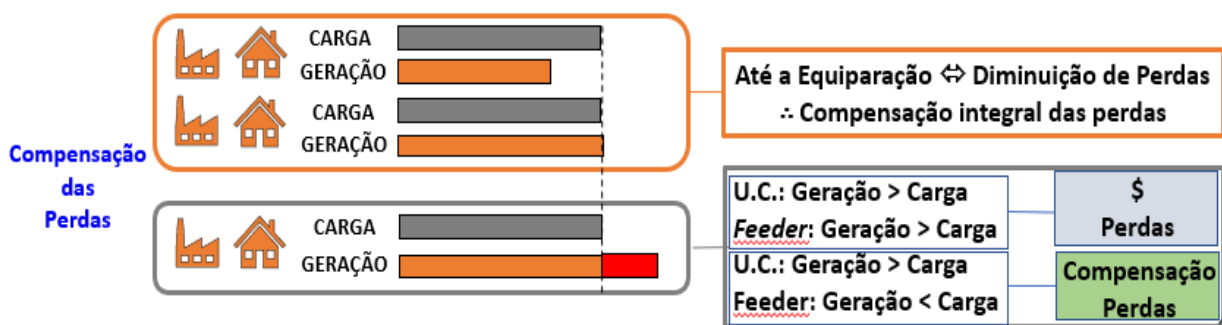 Compensação
das
Perdas
CARGA
GERAÇÃO
CARGA
GERAÇÃO
Até a Equiparação ⇔ Diminuição de Perdas
∴ Compensação integral das perdas
CARGA
GERAÇÃO
U.C.: Geração > Carga
Feeder: Geração > Carga
$
Perdas
U.C.: Geração > Carga
Feeder: Geração < Carga
Compensação
Perdas